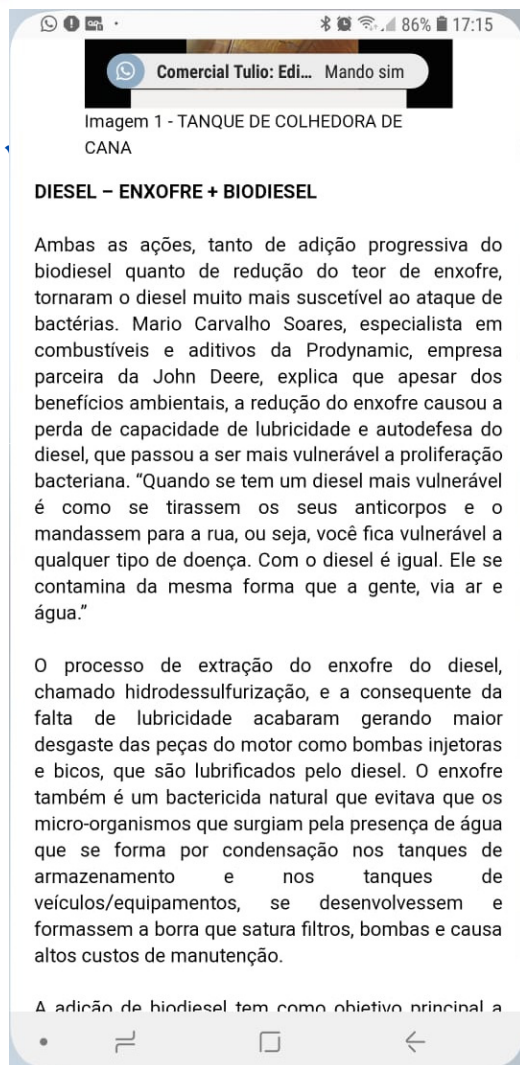 86% 17:15
Comercial Tulio: Edi... Mando sim
Imagem 1 - TANQUE DE COLHEDORA DE
CANA
DIESEL – ENXOFRE + BIODIESEL
Ambas as ações, tanto de adição progressiva do
biodiesel quanto de redução do teor de enxofre,
tornaram o diesel muito mais suscetível ao ataque de
bactérias. Mario Carvalho Soares, especialista em
combustíveis e aditivos da Prodynamic, empresa
parceira da John Deere, explica que apesar dos
benefícios ambientais, a redução do enxofre causou a
perda de capacidade de lubricidade e autodefesa do
diesel, que passou a ser mais vulnerável a proliferação
bacteriana. “Quando se tem um diesel mais vulnerável
é como se tirassem os seus anticorpos e o
mandassem para a rua, ou seja, você fica vulnerável a
qualquer tipo de doença. Com o diesel é igual. Ele se
contamina da mesma forma que a gente, via ar e
água.”
O processo de extração do enxofre do diesel,
chamado hidrodessulfurização, e a consequente da
falta de lubricidade acabaram gerando maior
desgaste das peças do motor como bombas injetoras
e bicos, que são lubrificados pelo diesel. O enxofre
também é um bactericida natural que evitava que os
micro-organismos que surgiam pela presença de água
que se forma por condensação nos tanques de
armazenamento e nos tanques de
veículos/equipamentos, se desenvolvessem e
formassem a borra que satura filtros, bombas e causa
altos custos de manutenção.
A adição de biodiesel tem como objetivo principal a